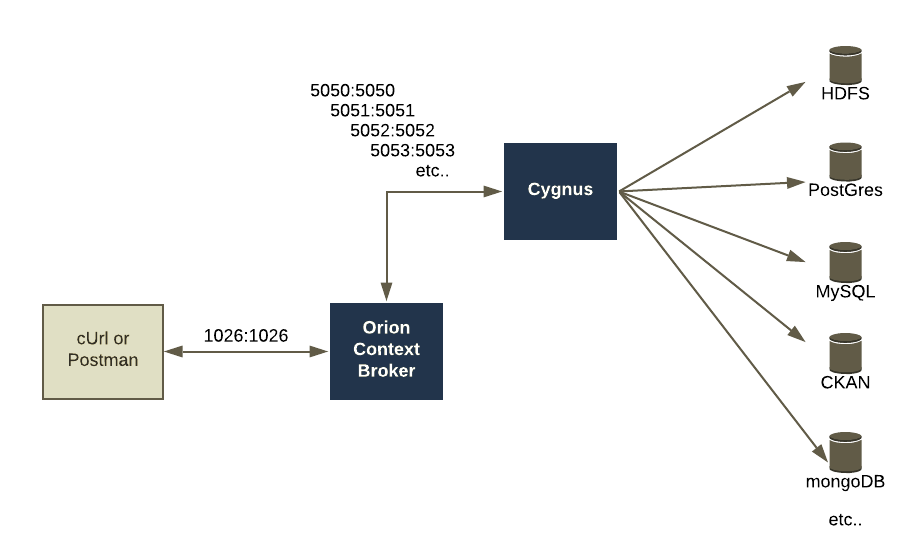 5050:5050
5051:5051
5052:5052
5053:5053
etc..
Cygnus
HDFS
PostGres
MySQL
CKAN
mongoDB
etc..
cUrl or
Postman
1026:1026
Orion
Context
Broker